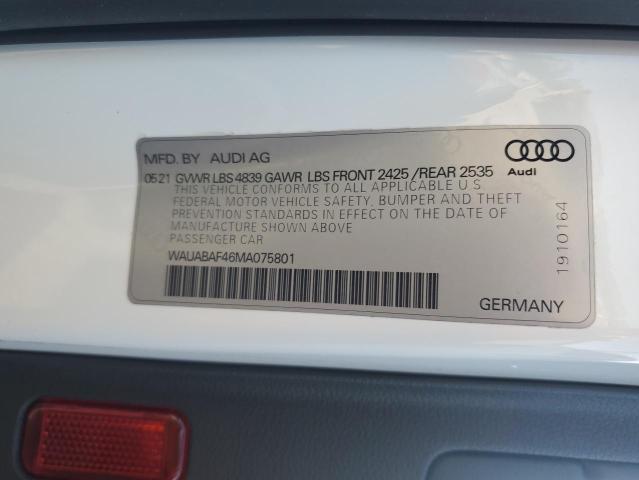 MFD. BY AUDI AG
05 21 GVWR LBS 4839 GAWR LBS FRONT 2425 /REAR 2535
THIS VEHICLE CONFORMS TO ALL APPLICABLE U S
FEDERAL MOTOR VEHICLE SAFETY, BUMPER AND THEFT
PREVENTION STANDARDS IN EFFECT ON THE DATE OF
MANUFACTURE SHOWN ABOVE
PASSENGER CAR
WAUABAF46MA075801
Audi
1910164
GERMANY